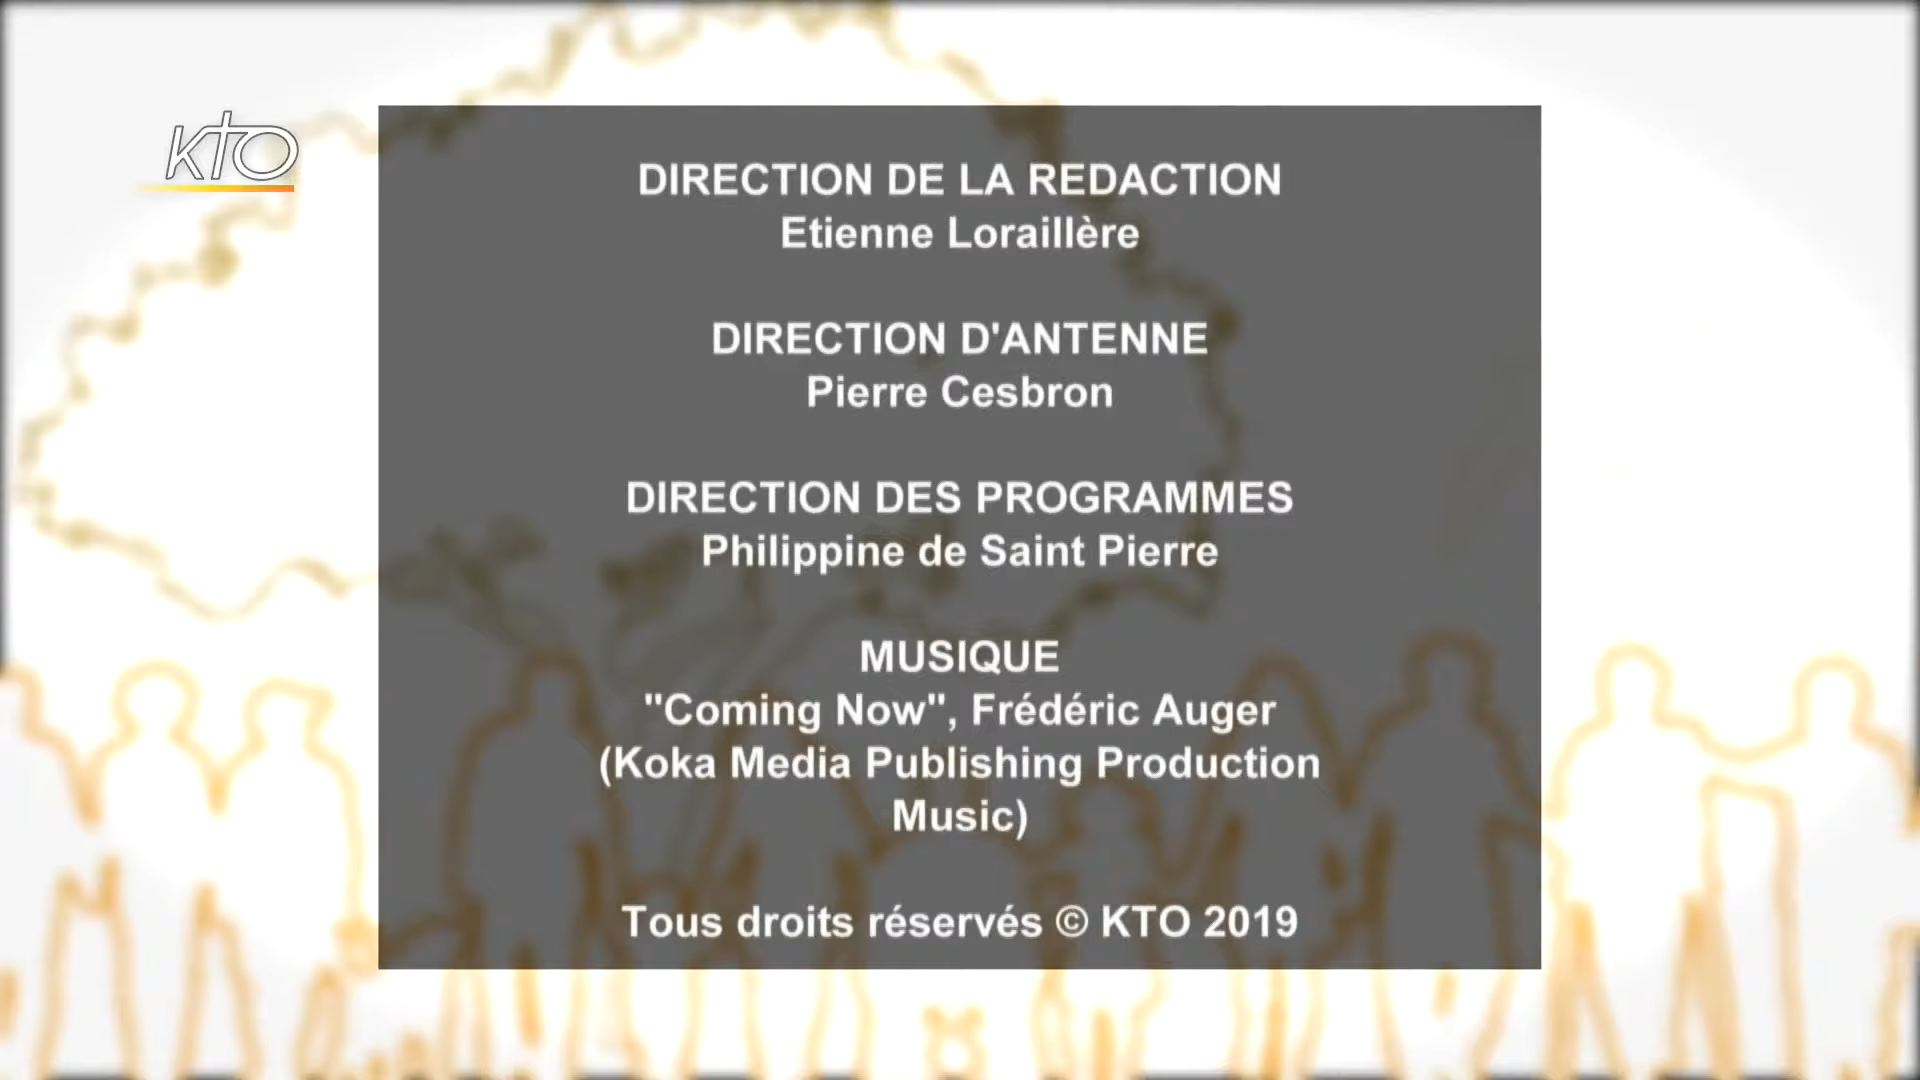 KTO
DIRECTION DE LA REDACTION
Etienne Loraillère
DIRECTION D'ANTENNE
Pierre Cesbron
DIRECTION DES PROGRAMMES
Philippine de Saint Pierre
MUSIQUE
"Coming Now", Frédéric Auger
(Koka Media Publishing Production
Music)
Tous droits réservés © KTO 2019